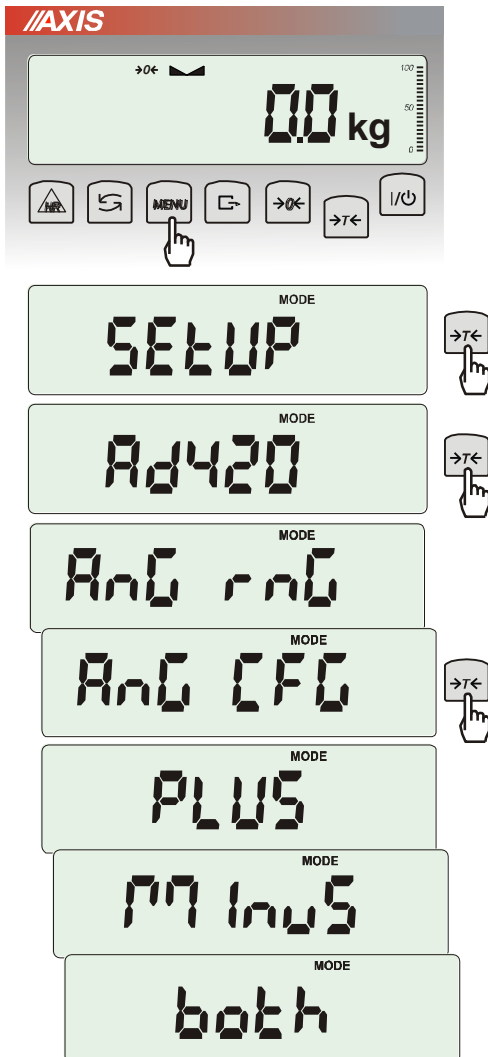 AXIS
→0←
100
0.0 kg
50
0
HR
MENU
→0←
→T←
I/⏻
MODE
SEtUP
→T←
MODE
Ad420
→T←
MODE
AnG rnG
MODE
AnG CFG
→T←
MODE
PLUS
MODE
MInuS
MODE
both